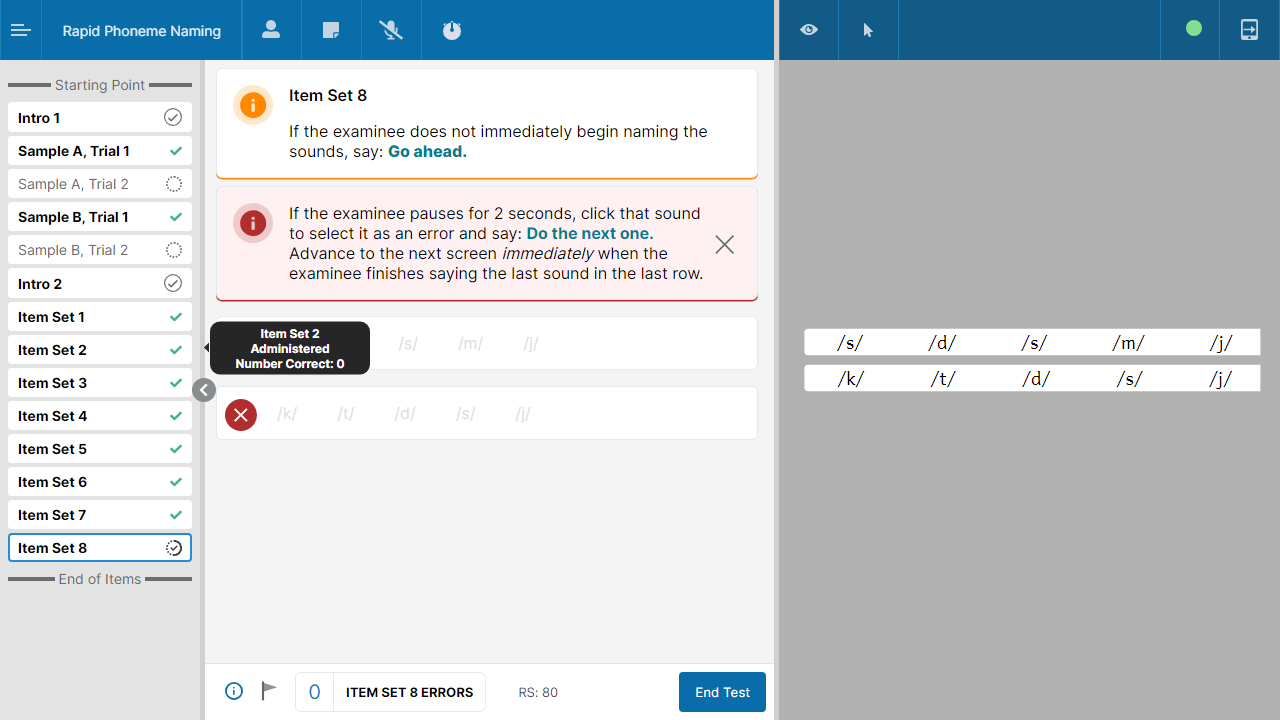 Rapid Phoneme Naming
Starting Point
Intro 1
Sample A, Trial 1
Sample A, Trial 2
Sample B, Trial 1
Sample B, Trial 2
Intro 2
Item Set 1
Item Set 2
Item Set 3
Item Set 4
Item Set 5
Item Set 6
Item Set 7
Item Set 8
End of Items
Item Set 8
If the examinee does not immediately begin naming the
sounds, say: Go ahead.
If the examinee pauses for 2 seconds, click that sound
to select it as an error and say: Do the next one.
Advance to the next screen immediately when the
examinee finishes saying the last sound in the last row.
Item Set 2
Administered
Number Correct: 0
/s/ /m/ /j/
/k/ /t/ /d/ /s/ /j/
0 ITEM SET 8 ERRORS
RS: 80
End Test
/s/ /d/ /s/ /m/ /j/
/k/ /t/ /d/ /s/ /j/